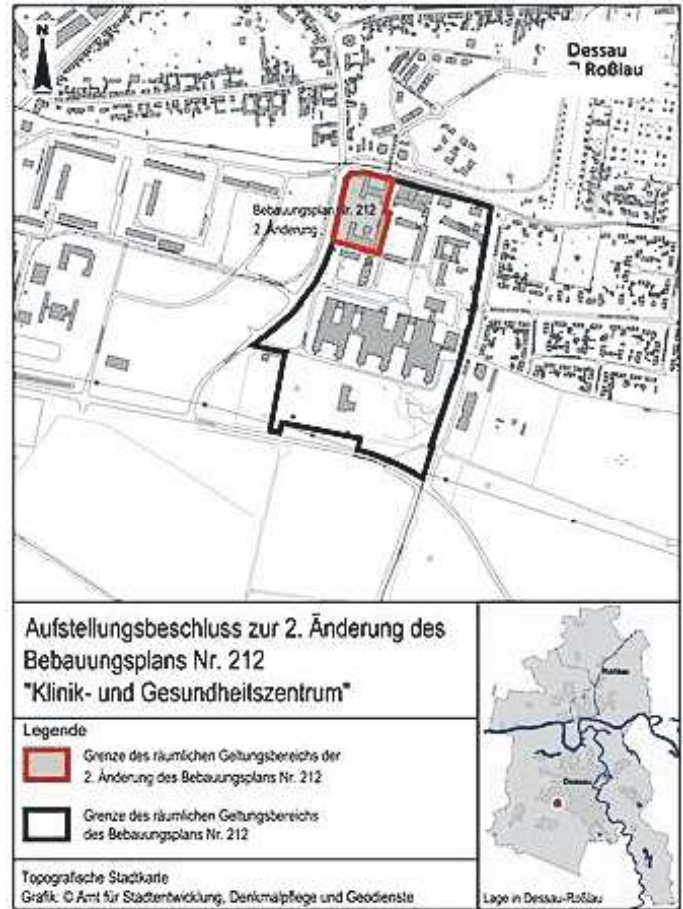 N
Dessau
Roßlau
Bebauungsplan Nr. 212
2. Änderung
Aufstellungsbeschluss zur 2. Änderung des
Bebauungsplans Nr. 212
"Klinik- und Gesundheitszentrum"
Legende
Grenze des räumlichen Geltungsbereichs der
2. Änderung des Bebauungsplans Nr. 212
Grenze des räumlichen Geltungsbereichs
des Bebauungsplans Nr. 212
Topografische Stadtkarte
Grafik: © Amt für Stadtentwicklung, Denkmalpflege und Geodienste
Roßlau
Dessau
Lage in Dessau-Roßlau